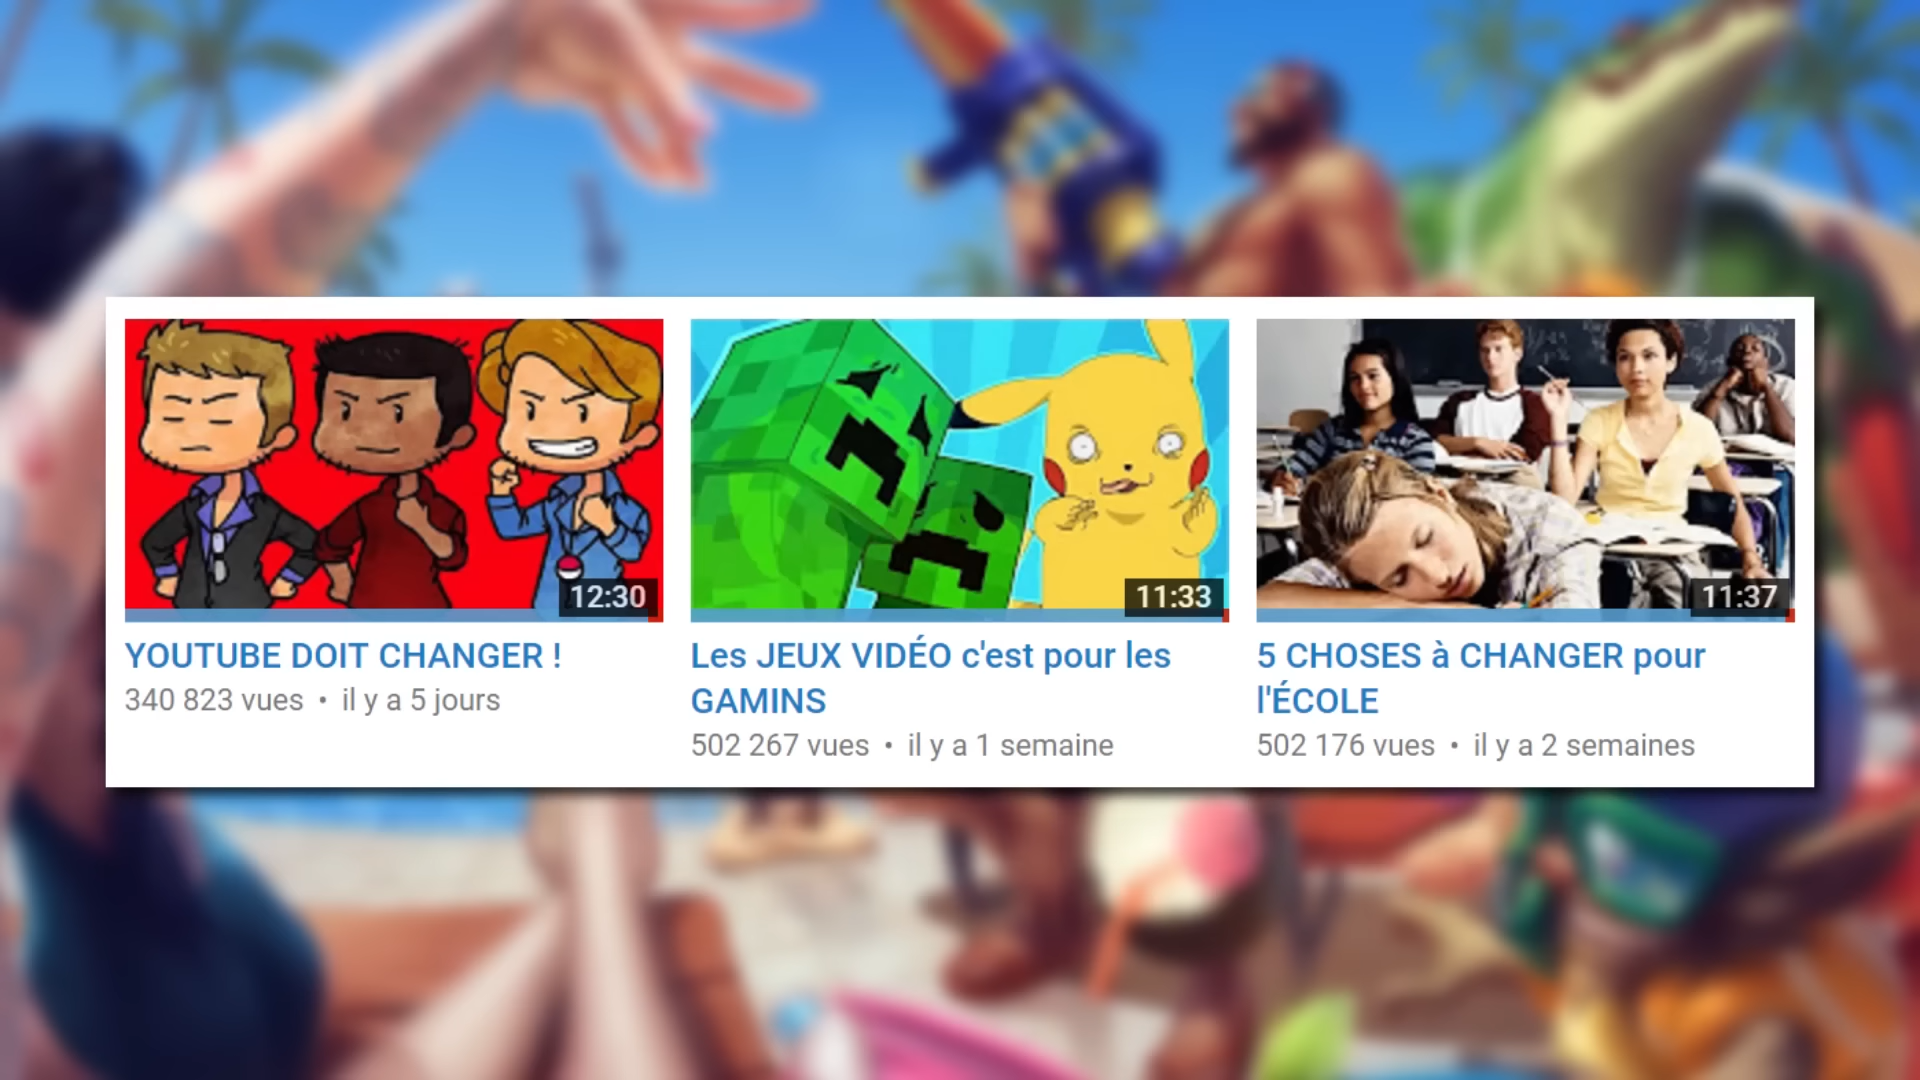 12:30
YOUTUBE DOIT CHANGER !
340 823 vues • il y a 5 jours
11:33
Les JEUX VIDÉO c'est pour les
GAMINS
502 267 vues • il y a 1 semaine
11:37
5 CHOSES à CHANGER pour
l'ÉCOLE
502 176 vues • il y a 2 semaines